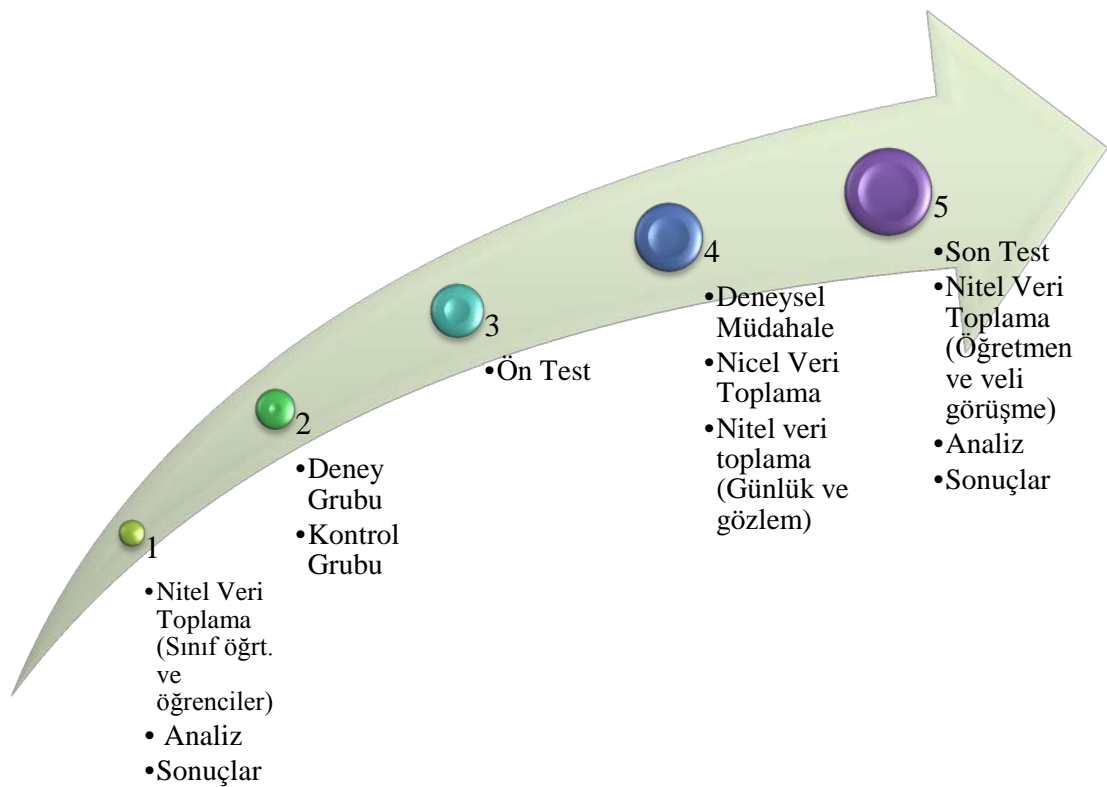 1
•Nitel Veri
Toplama
(Sınıf öğrt.
ve
öğrenciler)
• Analiz
•Sonuçlar
2
•Deney
Grubu
•Kontrol
Grubu
3
•Ön Test
4
•Deneysel
Müdahale
•Nicel Veri
Toplama
•Nitel veri
toplama
(Günlük ve
gözlem)
5
•Son Test
•Nitel Veri
Toplama
(Öğretmen
ve veli
görüşme)
•Analiz
•Sonuçlar